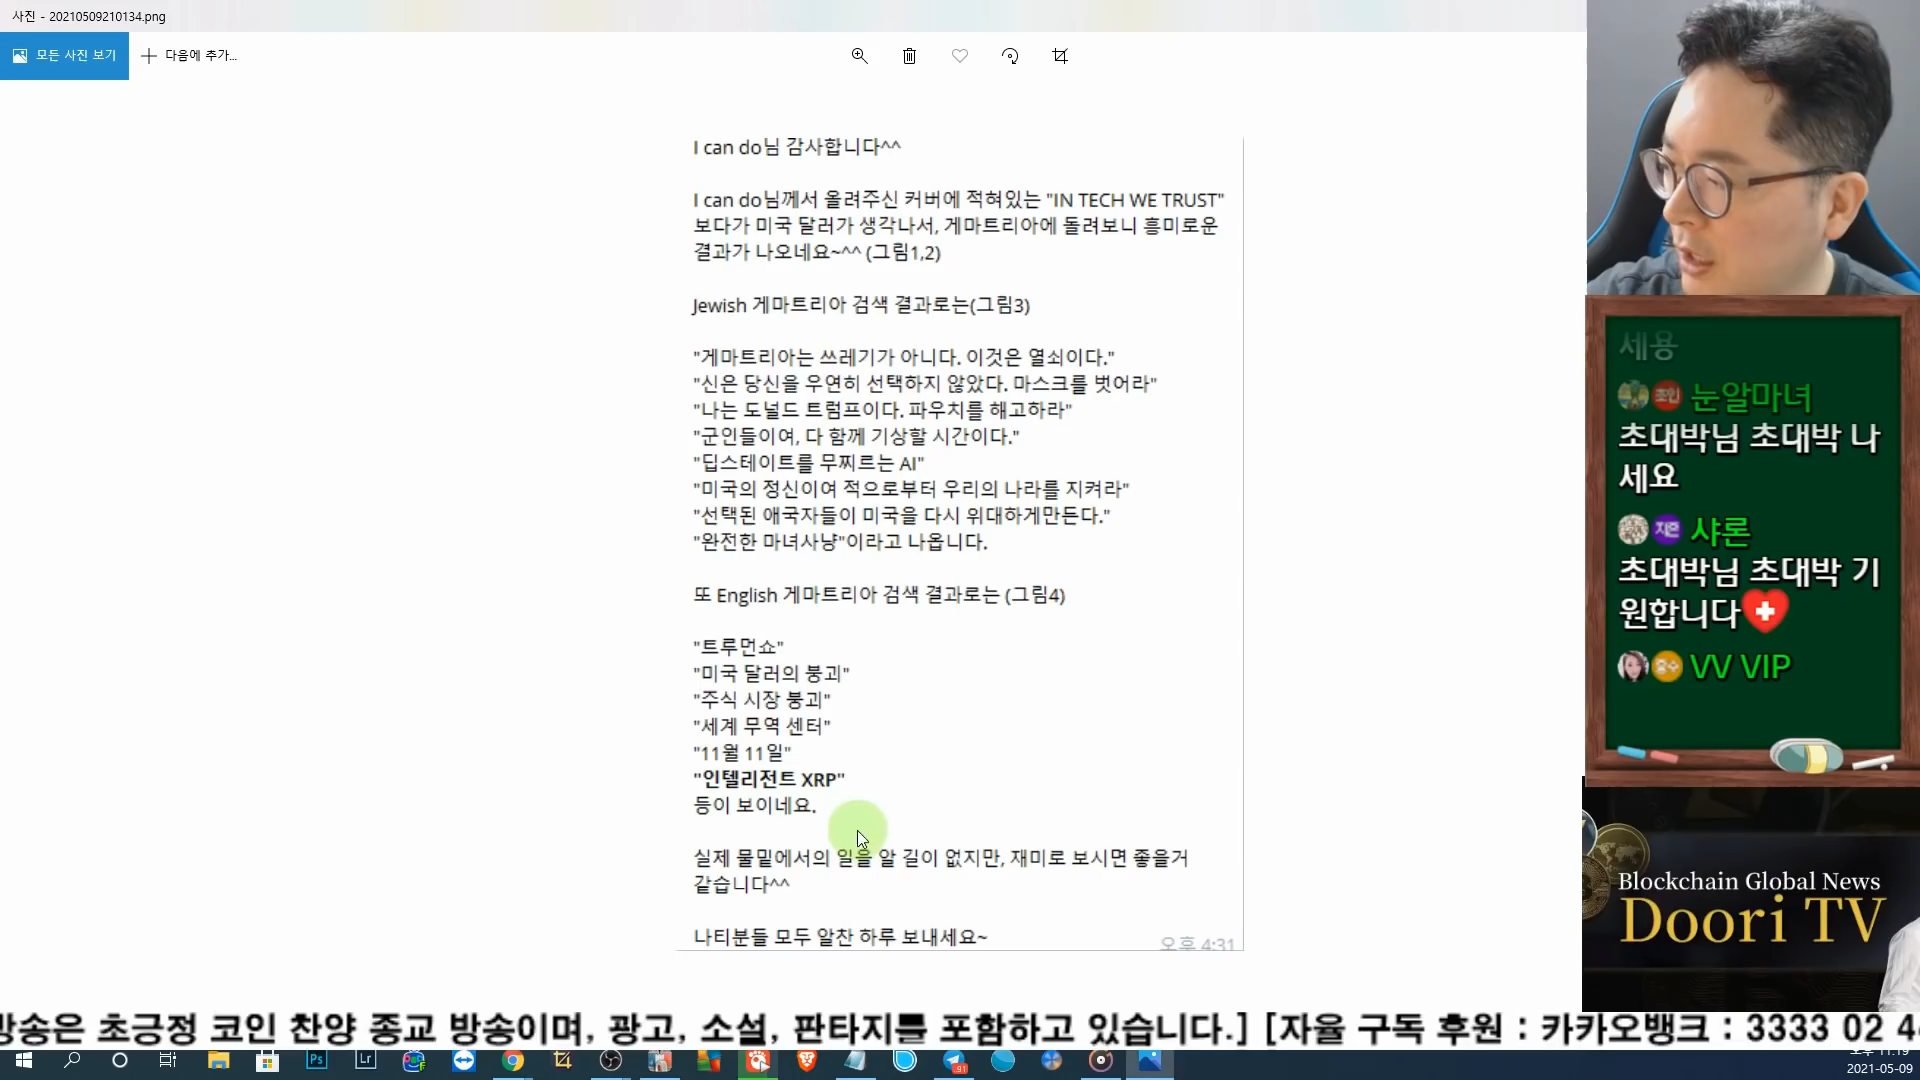 사진 - 20210509210134.png
모든 사진 보기
다음에 추가...
I can do님 감사합니다^^
I can do님께서 올려주신 커버에 적혀있는 "IN TECH WE TRUST"
보다가 미국 달러가 생각나서, 게마트리아에 돌려보니 흥미로운
결과가 나오네요~^^ (그림1,2)
Jewish 게마트리아 검색 결과로는(그림3)
"게마트리아는 쓰레기가 아니다. 이것은 열쇠이다."
"신은 당신을 우연히 선택하지 않았다. 마스크를 벗어라"
"나는 도널드 트럼프이다. 파우치를 해고하라"
"군인들이여, 다 함께 기상할 시간이다."
"딥스테이트를 무찌르는 AI"
"미국의 정신이여 적으로부터 우리의 나라를 지켜라"
"선택된 애국자들이 미국을 다시 위대하게만든다."
"완전한 마녀사냥"이라고 나옵니다.
또 English 게마트리아 검색 결과로는 (그림4)
"트루먼쇼"
"미국 달러의 붕괴"
"주식 시장 붕괴"
"세계 무역 센터"
"11월 11일"
"인텔리전트 XRP"
등이 보이네요.
실제 물밑에서의 일을 알 길이 없지만, 재미로 보시면 좋을거
같습니다^^
나티분들 모두 알찬 하루 보내세요~
오후 4:31
세용
눈알마녀
초대박님 초대박 나
세요
샤론
초대박님 초대박 기
원합니다
VV VIP
Blockchain Global News
Doori TV
방송은 초긍정 코인 찬양 종교 방송이며, 광고, 소설, 판타지를 포함하고 있습니다.] [자율 구독 후원 : 카카오뱅크 : 3333 02
Ps
Lr
91
오후 11:19
2021-05-09